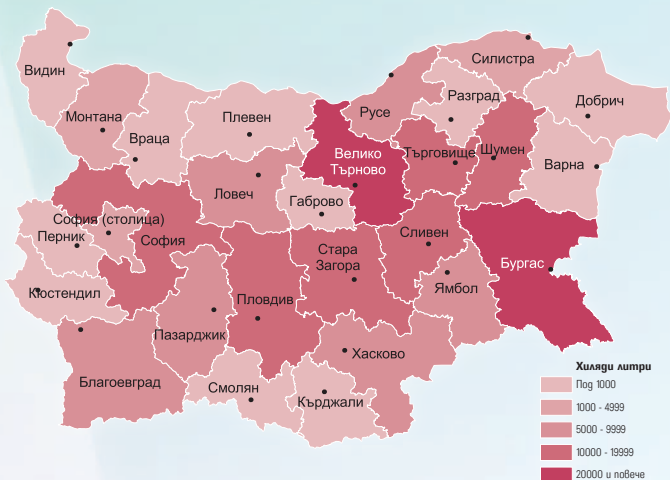 Видин
Монтана
Враца
Плевен
Велико
Търново
Русе
Силистра
Разград
Добрич
Търговище
Шумен
Варна
Ловеч
Габрово
София (столица)
Перник
София
Кюстендил
Стара
Загора
Сливен
Бургас
Ямбол
Пловдив
Пазарджик
Хасково
Благоевград
Смолян
Кърджали
Хиляди литри
Под 1000
1000 - 4999
5000 - 9999
10000 - 19999
20000 и повече